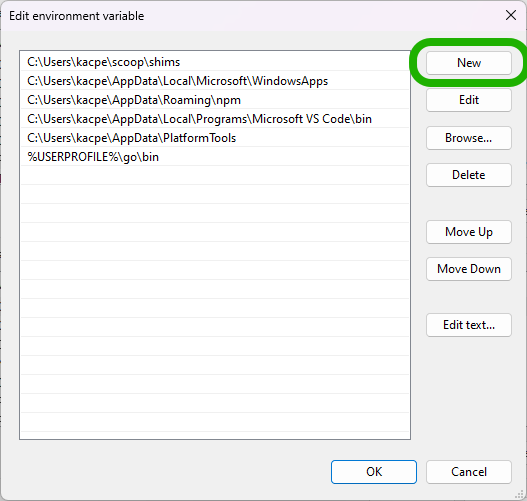 Edit environment variable
C:\Users\kacpe\scoop\shims
C:\Users\kacpe\AppData\Local\Microsoft\WindowsApps
C:\Users\kacpe\AppData\Roaming\npm
C:\Users\kacpe\AppData\Local\Programs\Microsoft VS Code\bin
C:\Users\kacpe\AppData\PlatformTools
%USERPROFILE%\go\bin
New
Edit
Browse...
Delete
Move Up
Move Down
Edit text...
OK
Cancel